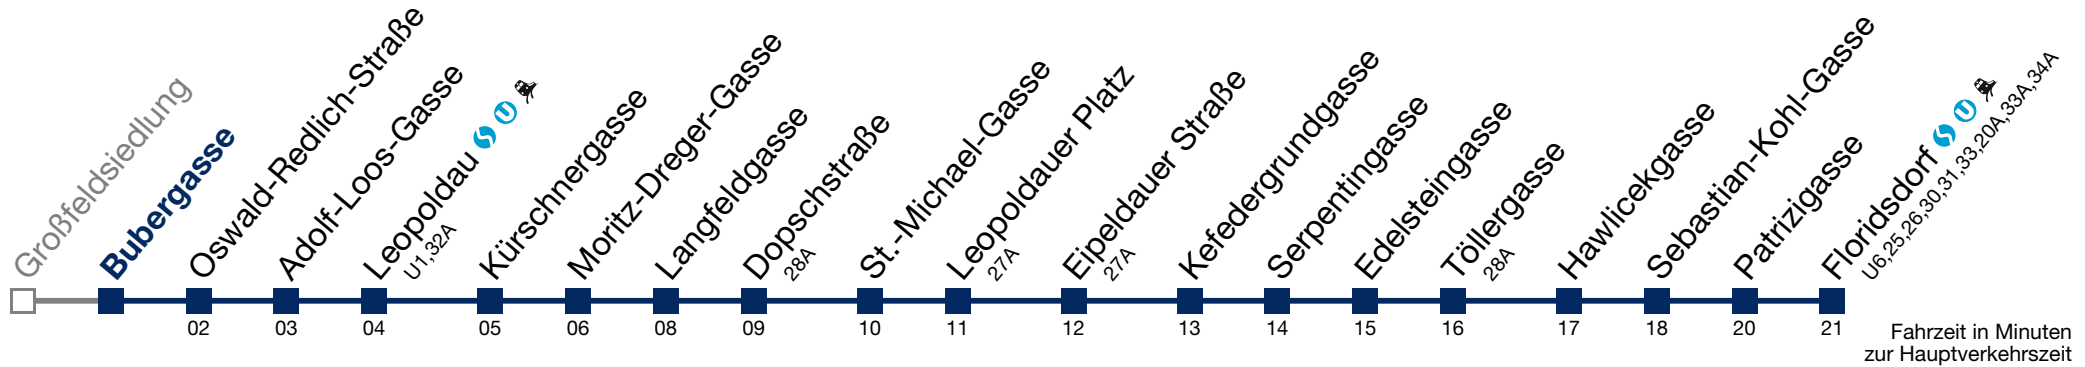 Großfeldsiedlung
Bubergasse
Oswald-Redlich-Straße
02
Adolf-Loos-Gasse
03
Leopoldau
U1,32A
04
Kürschnergasse
05
Moritz-Dreger-Gasse
06
Langfeldgasse
08
Dopschstraße
28A
09
St.-Michael-Gasse
10
Leopoldauer Platz
27A
11
Eipeldauer Straße
27A
12
Kefedergrundgasse
13
Serpentingasse
14
Edelsteingasse
15
Töllergasse
28A
16
Hawlicekgasse
17
Sebastian-Kohl-Gasse
18
Patrizigasse
20
Floridsdorf
U6,25,26,30,31,33,20A,33A,34A
21
Fahrzeit in Minuten
zur Hauptverkehrszeit